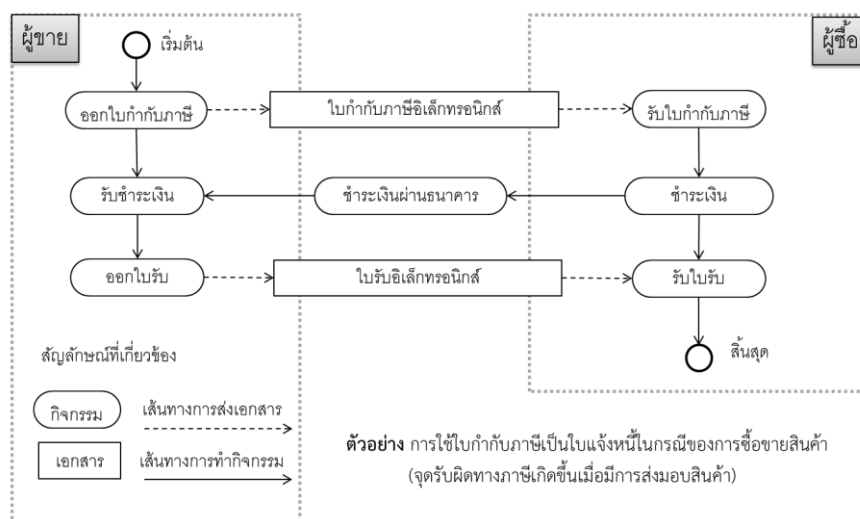 ผู้ขาย
ผู้ซื้อ
เริ่มต้น
ออกใบกำกับภาษี
ใบกำกับภาษีอิเล็กทรอนิกส์
รับใบกำกับภาษี
รับชำระเงิน
ชำระเงินผ่านธนาคาร
ชำระเงิน
ออกใบรับ
ใบรับอิเล็กทรอนิกส์
รับใบรับ
สิ้นสุด
สัญลักษณ์ที่เกี่ยวข้อง
กิจกรรม
เส้นทางการส่งเอกสาร
เอกสาร
เส้นทางการทำกิจกรรม
ตัวอย่าง การใช้ใบกำกับภาษีเป็นใบแจ้งหนี้ในกรณีของการซื้อขายสินค้า
(จุดรับผิดทางภาษีเกิดขึ้นเมื่อมีการส่งมอบสินค้า)